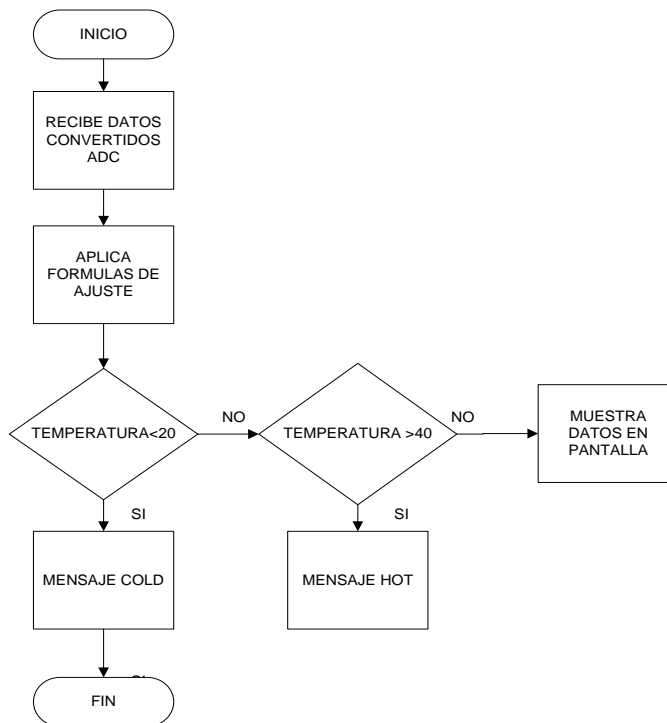 INICIO
RECIBE DATOS
CONVERTIDOS
ADC
APLICA
FORMULAS DE
AJUSTE
TEMPERATURA<20
NO
TEMPERATURA >40
NO
MUESTRA
DATOS EN
PANTALLA
SI
SI
MENSAJE COLD
MENSAJE HOT
FIN